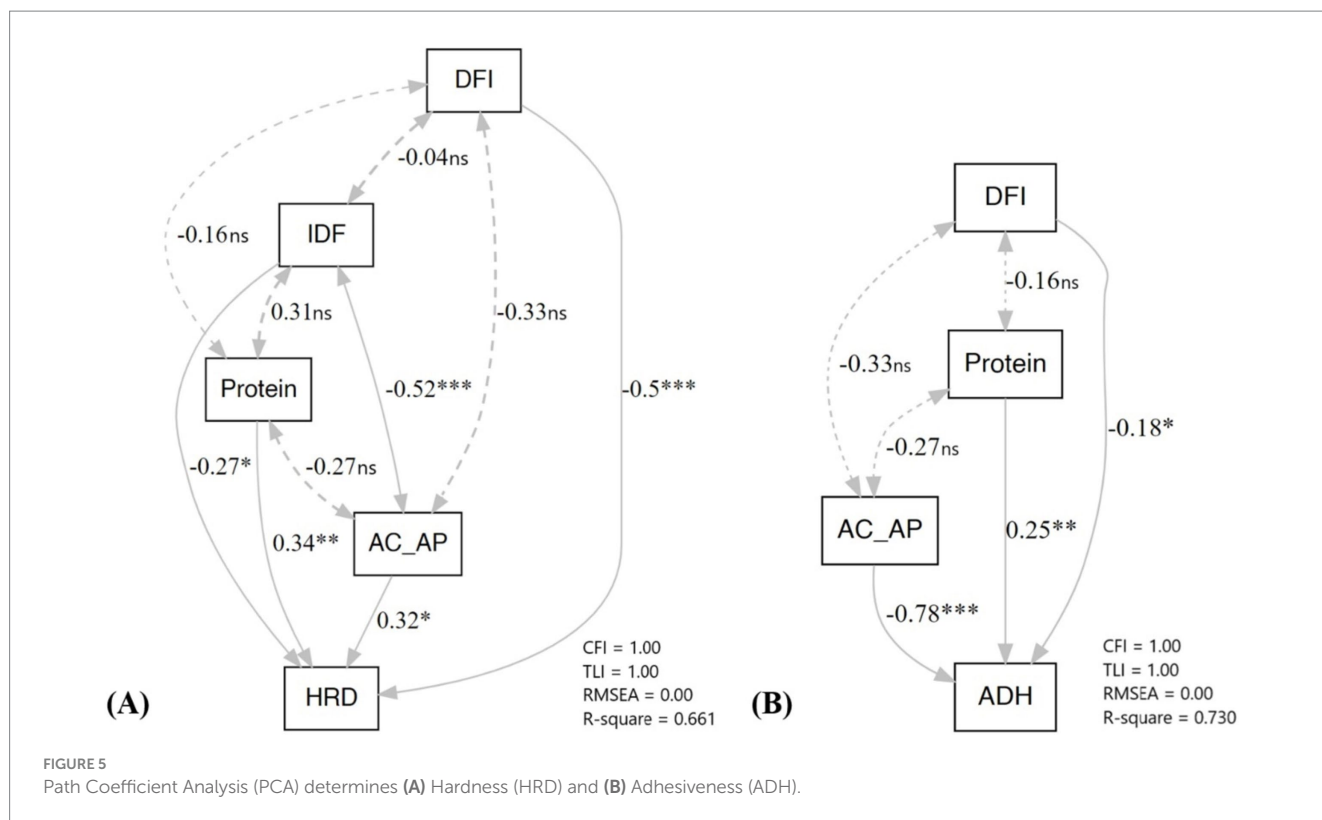 DFI
-0.04ns
IDF
-0.16ns
0.31ns
-0.33ns
Protein
-0.52***
-0.5***
-0.27*
-0.27ns
0.34**
AC_AP
0.32*
HRD
(A)
CFI = 1.00
TLI = 1.00
RMSEA = 0.00
R-square = 0.661
DFI
-0.16ns
-0.33ns
Protein
-0.18*
-0.27ns
AC_AP
0.25**
-0.78***
ADH
(B)
CFI = 1.00
TLI = 1.00
RMSEA = 0.00
R-square = 0.730
FIGURE 5
Path Coefficient Analysis (PCA) determines (A) Hardness (HRD) and (B) Adhesiveness (ADH).